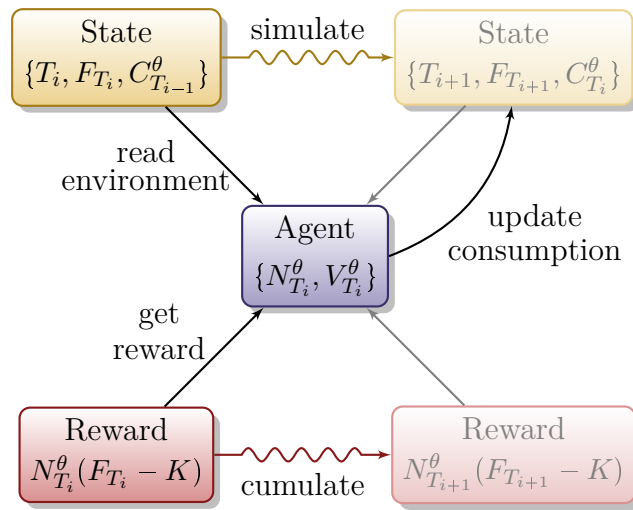 State
{T_i, F_{T_i}, C^θ_{T_{i−1}}}
simulate
State
{T_{i+1}, F_{T_{i+1}}, C^θ_{T_i}}
read
environment
Agent
{N^θ_{T_i}, V^θ_{T_i}}
update
consumption
get
reward
Reward
N^θ_{T_i}(F_{T_i} − K)
cumulate
Reward
N^θ_{T_{i+1}}(F_{T_{i+1}} − K)